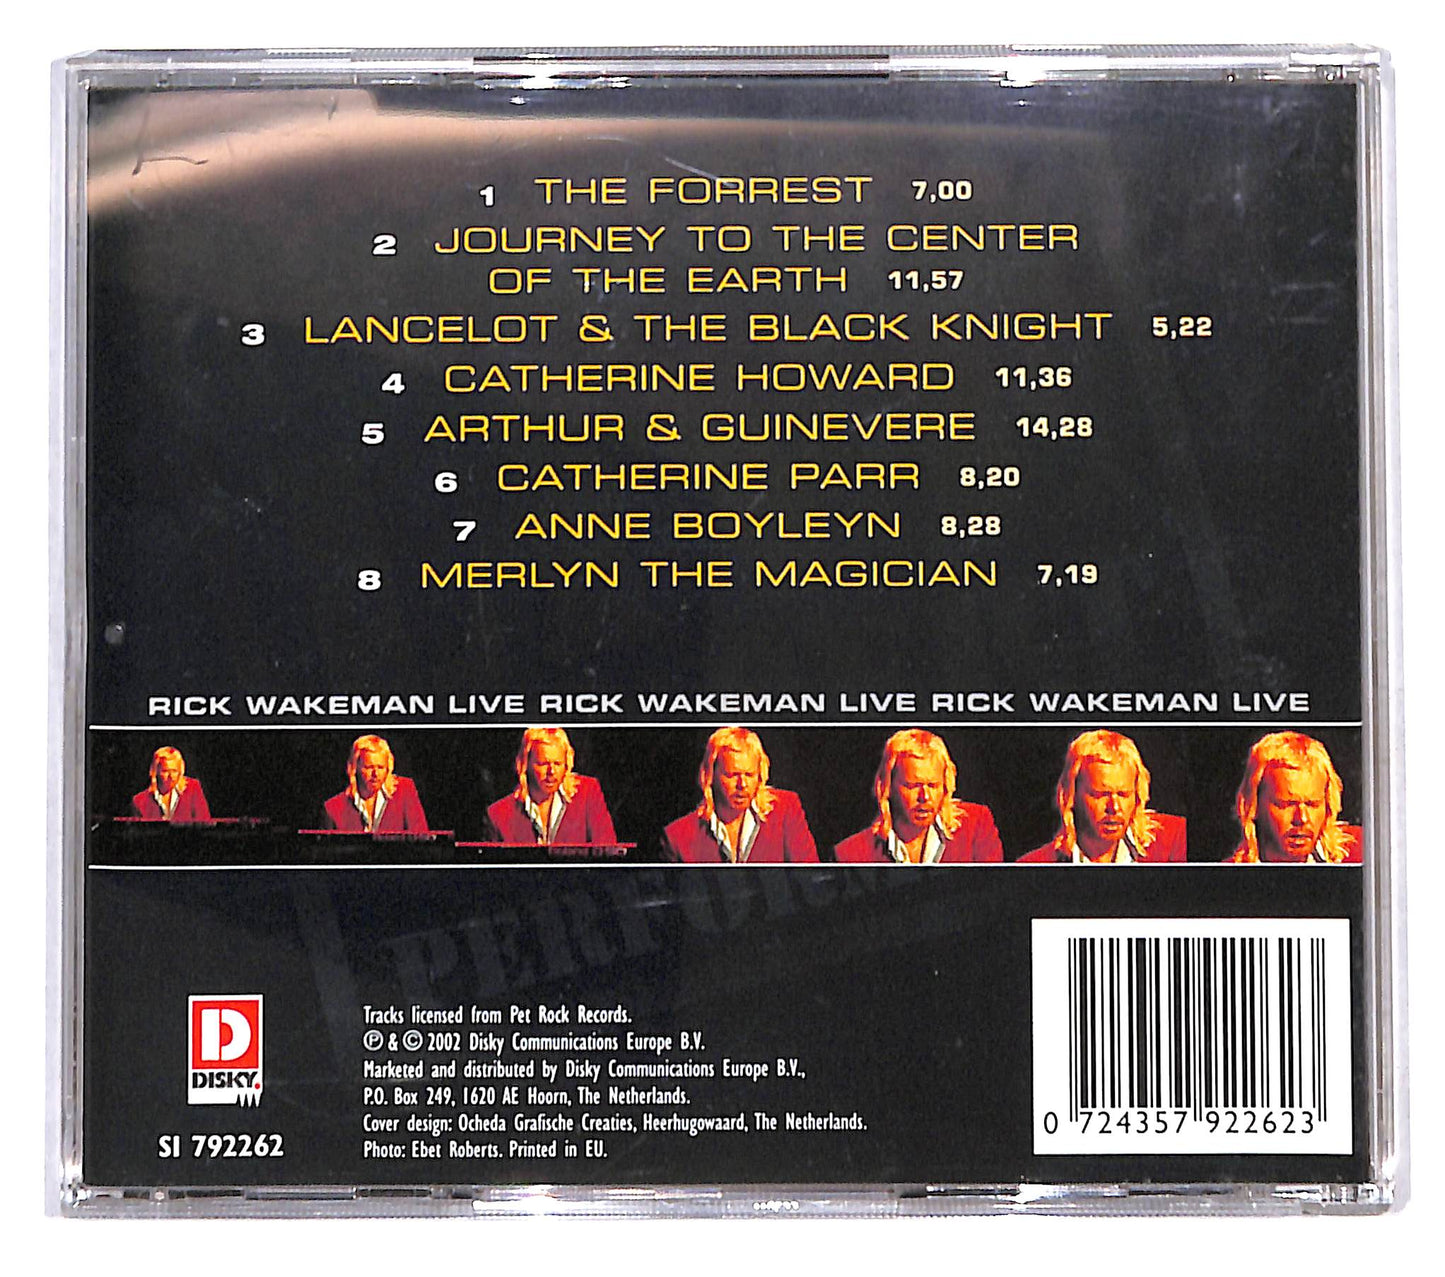 1 THE FORREST 7,00
2 JOURNEY TO THE CENTER
OF THE EARTH 11,57
3 LANCELOT & THE BLACK KNIGHT 5,22
4 CATHERINE HOWARD 11,36
5 ARTHUR & GUINEVERE 14,28
6 CATHERINE PARR 8,20
7 ANNE BOYLEYN 8,28
8 MERLYN THE MAGICIAN 7,19
RICK WAKEMAN LIVE RICK WAKEMAN LIVE RICK WAKEMAN LIVE
DISKY.
SI 792262
Tracks licensed from Pet Rock Records.
℗ & © 2002 Disky Communications Europe B.V.
Marketed and distributed by Disky Communications Europe B.V.,
P.O. Box 249, 1620 AE Hoorn, The Netherlands.
Cover design: Ocheda Grafische Creaties, Heerhugowaard, The Netherlands.
Photo: Ebet Roberts. Printed in EU.
0 724357 922623